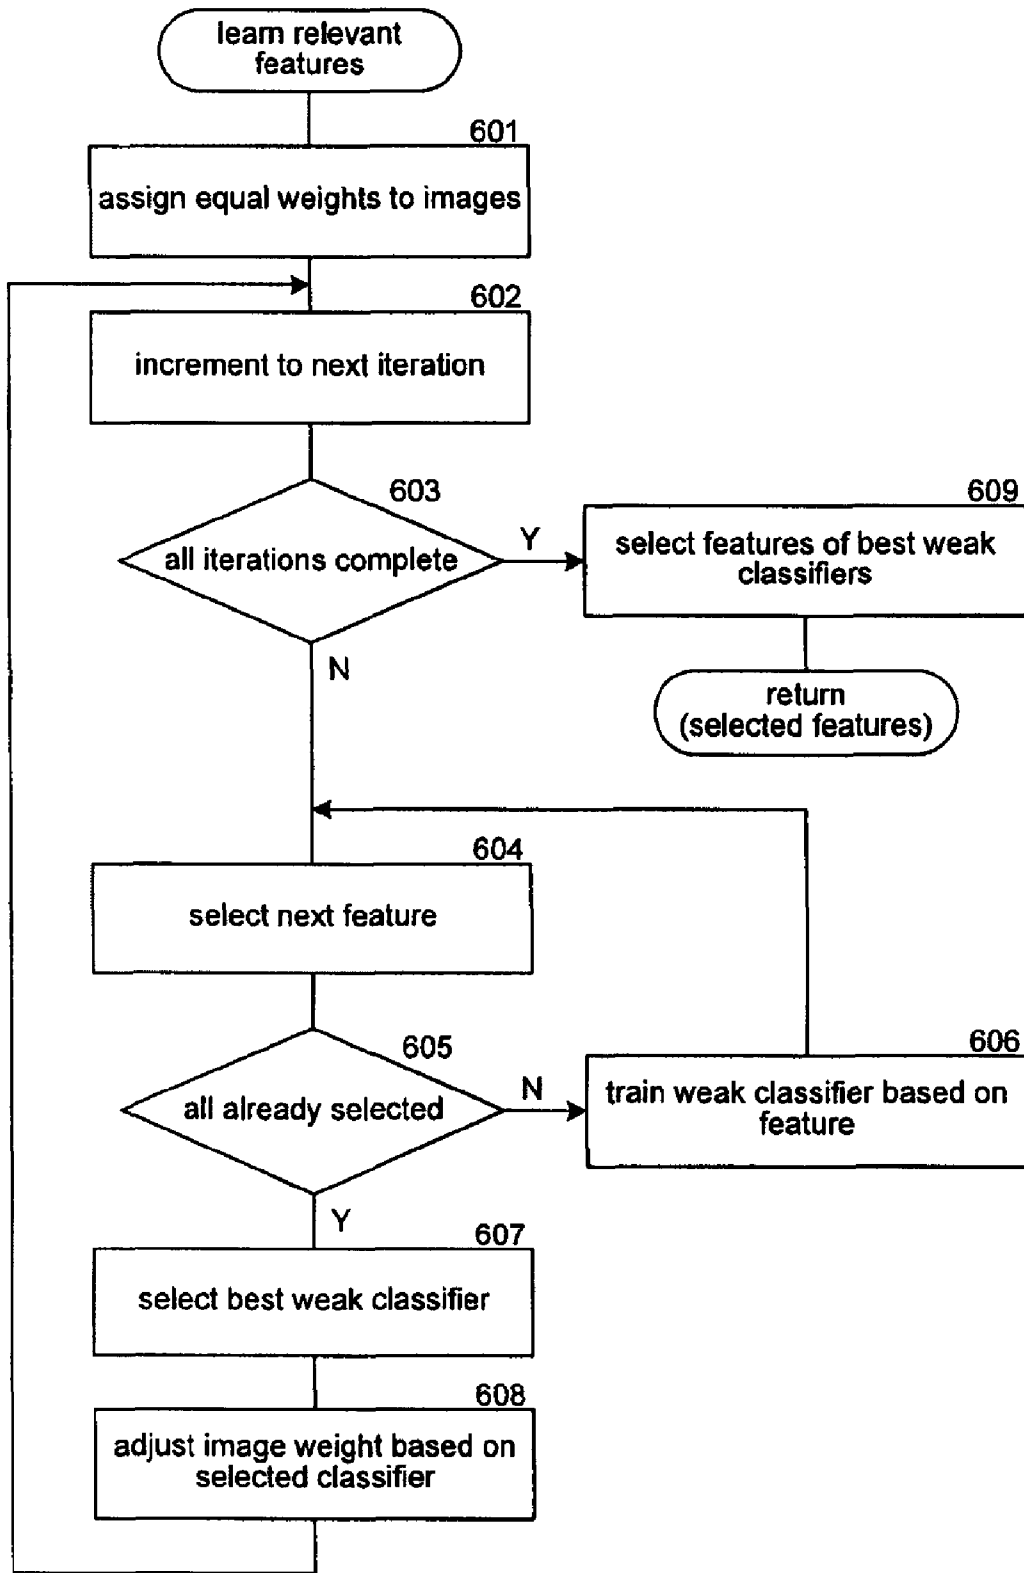 learn relevant
features
601
assign equal weights to images
602
increment to next iteration
603
all iterations complete
Y
N
609
select features of best weak
classifiers
return
(selected features)
604
select next feature
605
all already selected
N
Y
606
train weak classifier based on
feature
607
select best weak classifier
608
adjust image weight based on
selected classifier